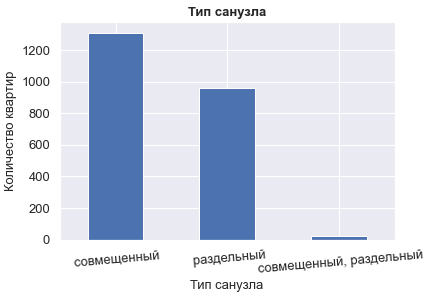 Тип санузла
1200
1000
800
600
400
200
0
Количество квартир
совмещенный
раздельный
совмещенный, раздельный
Тип санузла